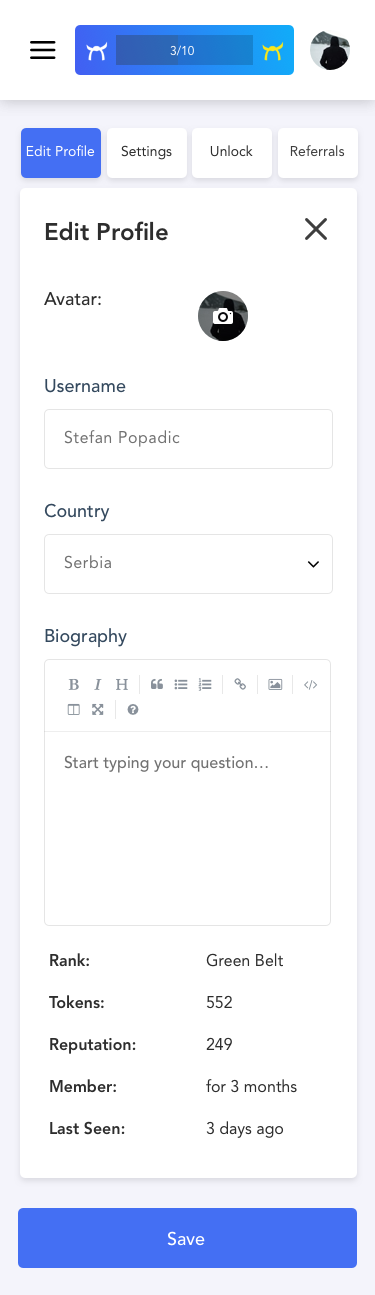 3/10
Edit Profile Settings Unlock Referrals
Edit Profile
Avatar:
Username
Stefan Popadic
Country
Serbia
Biography
B I H
Start typing your question...
Rank: Green Belt
Tokens: 552
Reputation: 249
Member: for 3 months
Last Seen: 3 days ago
Save